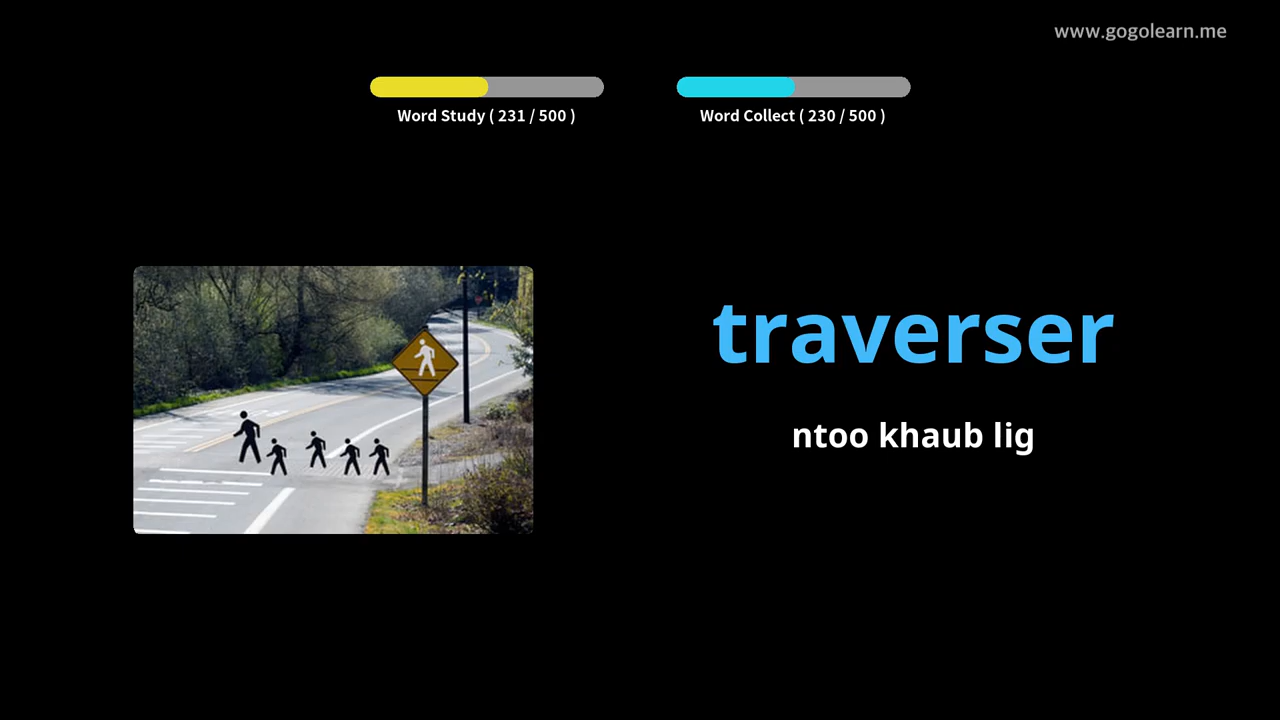 www.gogolearn.me
Word Study ( 231 / 500 )
Word Collect ( 230 / 500 )
traverser
ntoo khaub lig